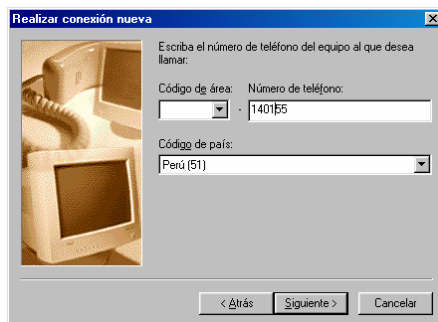 Realizar conexión nueva
Escriba el número de teléfono del equipo al que desea
llamar:
Código de área: Número de teléfono:
- 140155
Código de país:
Perú (51)
< Atrás Siguiente > Cancelar